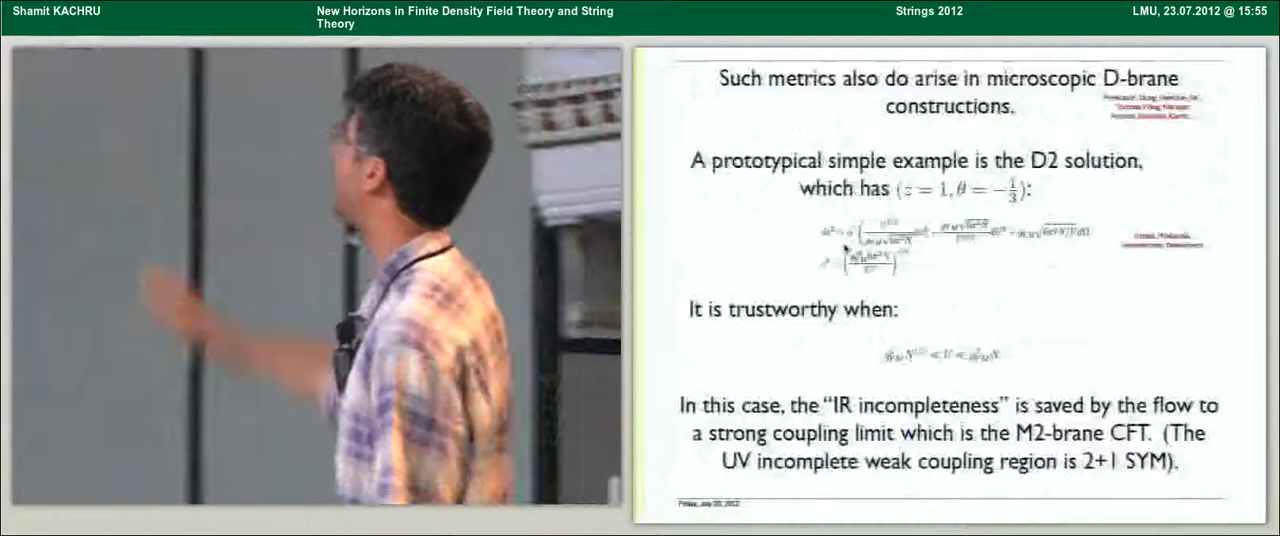 Shamit KACHRU
New Horizons in Finite Density Field Theory and String
Theory
Strings 2012
LMU, 23.07.2012 @ 15:55
Such metrics also do arise in microscopic D-brane
constructions.
A prototypical simple example is the D2 solution,
which has (z = 1, θ = −1/3):
It is trustworthy when:
In this case, the “IR incompleteness” is saved by the flow to
a strong coupling limit which is the M2-brane CFT. (The
UV incomplete weak coupling region is 2+1 SYM).
Friday, July 20, 2012